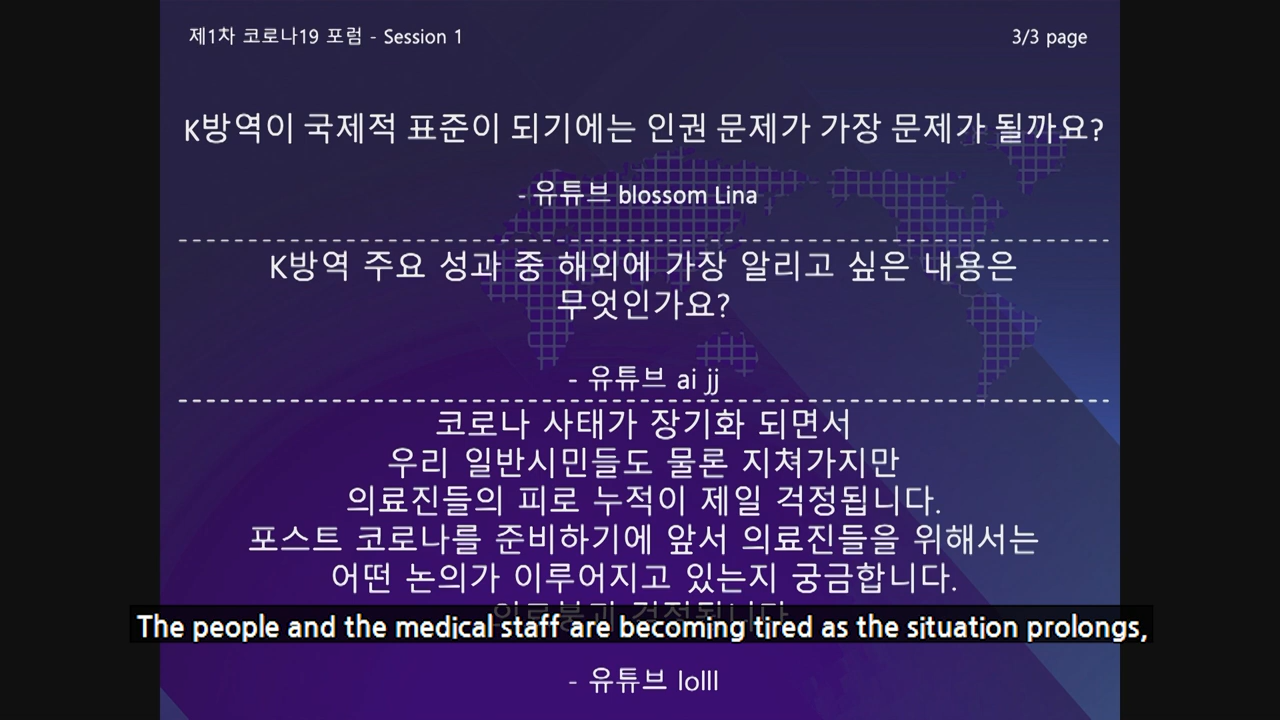 제1차 코로나19 포럼 - Session 1
3/3 page
K방역이 국제적 표준이 되기에는 인권 문제가 가장 문제가 될까요?
- 유튜브 blossom Lina
K방역 주요 성과 중 해외에 가장 알리고 싶은 내용은
무엇인가요?
- 유튜브 ai jj
코로나 사태가 장기화 되면서
우리 일반시민들도 물론 지쳐가지만
의료진들의 피로 누적이 제일 걱정됩니다.
포스트 코로나를 준비하기에 앞서 의료진들을 위해서는
어떤 논의가 이루어지고 있는지 궁금합니다.
걱정됩니다
The people and the medical staff are becoming tired as the situation prolongs,
- 유튜브 lolll